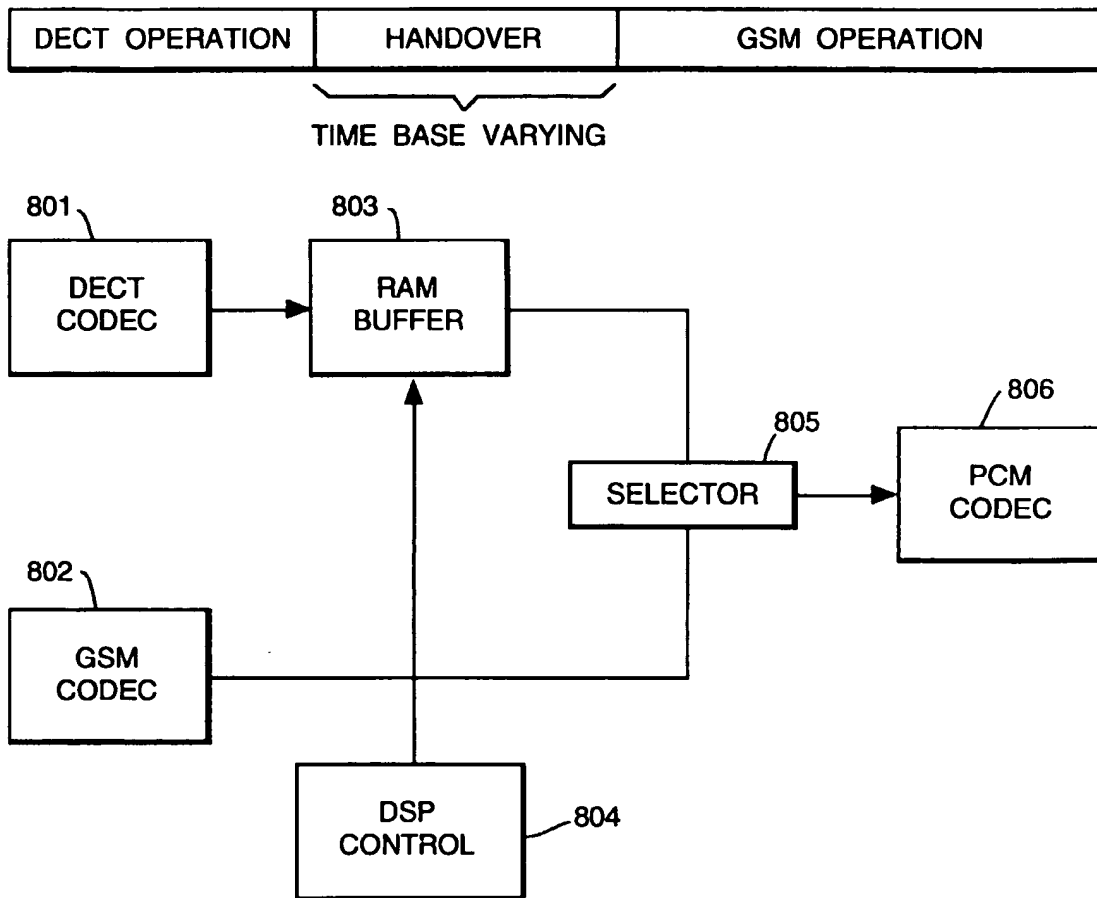 DECT OPERATION HANDOVER GSM OPERATION
TIME BASE VARYING
801
803
DECT
CODEC
RAM
BUFFER
805
806
SELECTOR
PCM
CODEC
802
GSM
CODEC
DSP
CONTROL
804